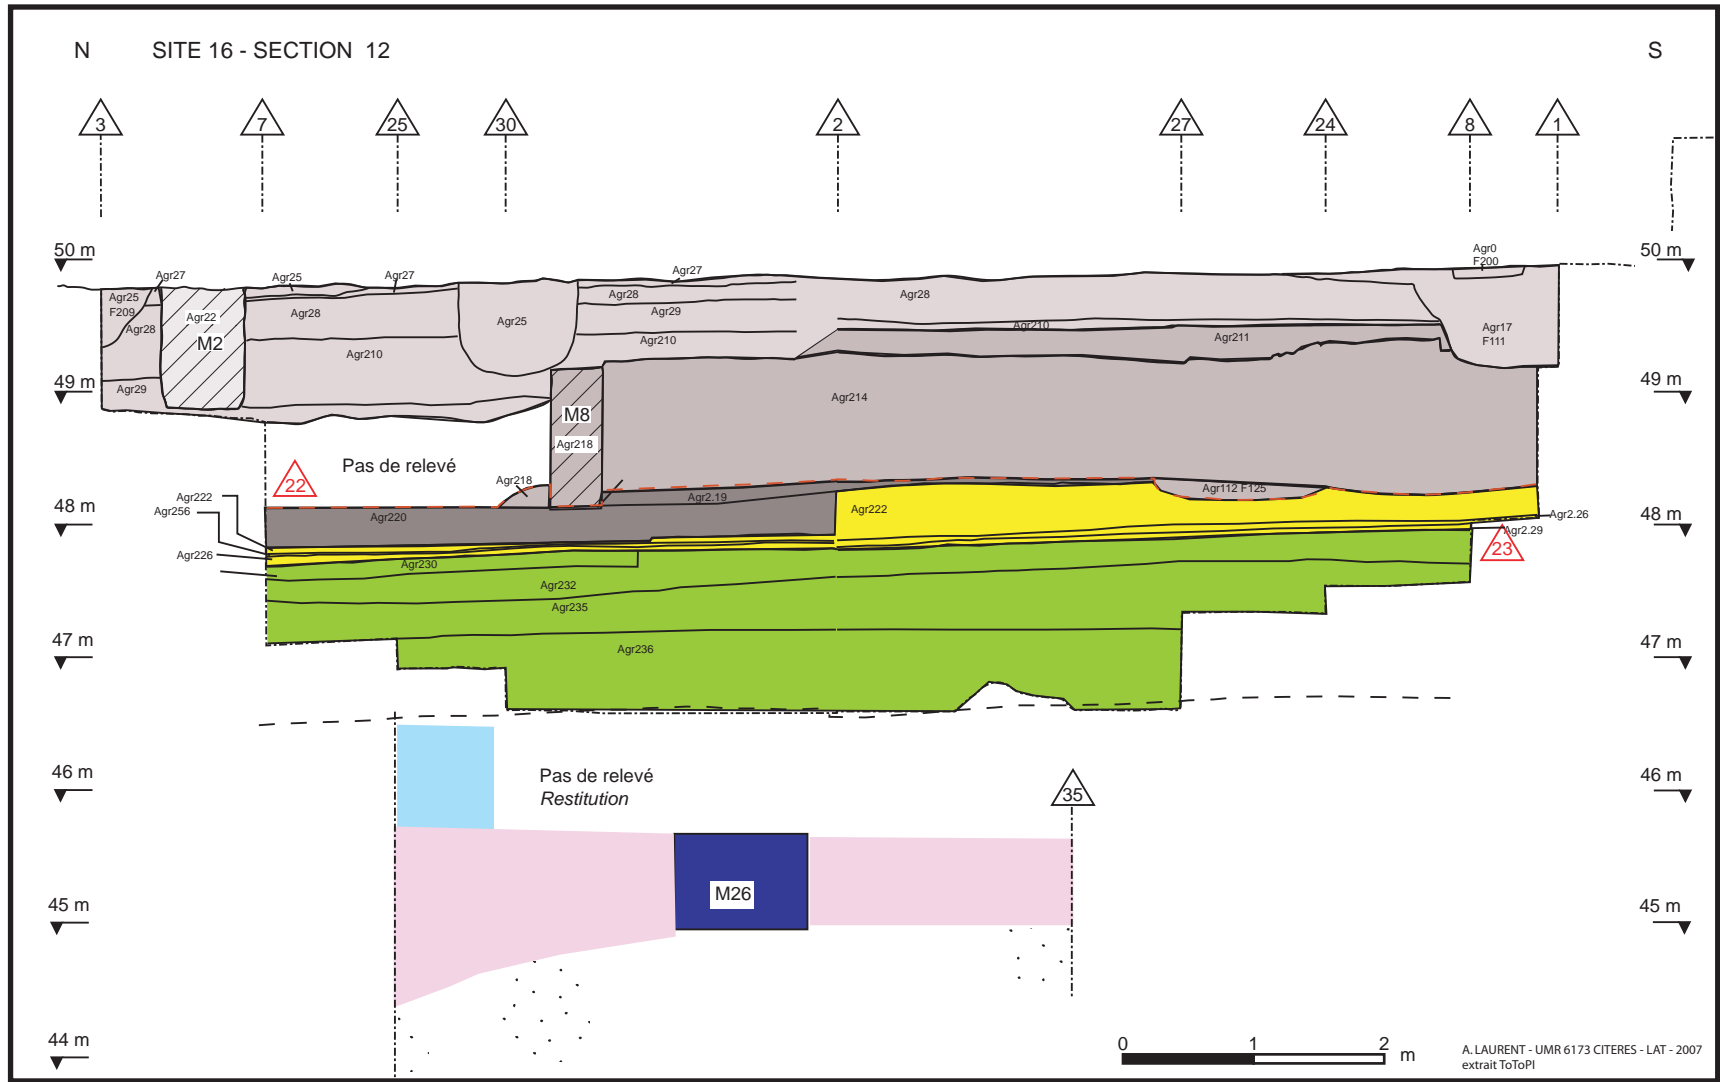 N SITE 16 - SECTION 12 S
3 7 25 30 2 27 24 8 1
50 m 50 m
Agr0
F200
Agr27 Agr25 Agr27 Agr27
Agr25
F209
Agr28
Agr22
M2
Agr28
Agr25
Agr28
Agr29
Agr28
Agr210
Agr17
F111
Agr210
Agr210
Agr211
49 m 49 m
Agr29
Agr214
M8
Agr218
Pas de relevé
22
Agr218
Agr112 F125
Agr222
Agr2.19
48 m 48 m
Agr256
Agr220
Agr222
Agr2.26
Agr2.29
23
Agr226
Agr230
Agr232
Agr235
47 m 47 m
Agr236
46 m 46 m
Pas de relevé
Restitution
35
M26
45 m 45 m
44 m
0 1 2 m
A. LAURENT - UMR 6173 CITERES - LAT - 2007
extrait ToToPI